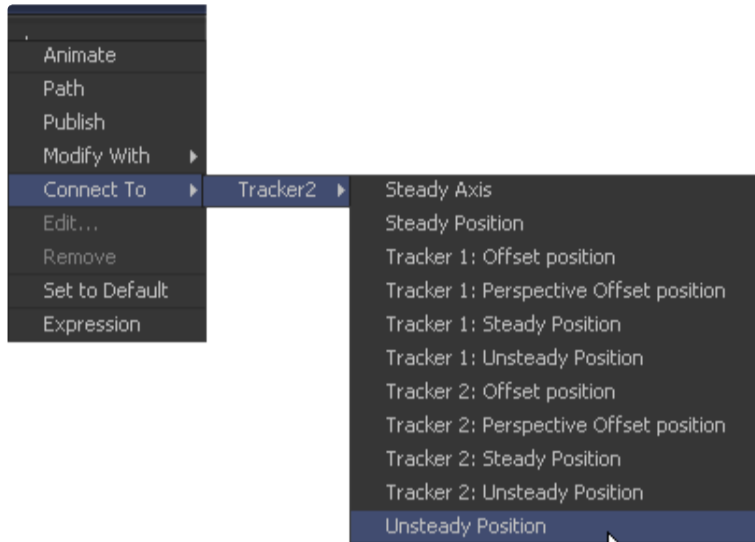 Animate
Path
Publish
Modify With
Connect To
Edit...
Remove
Set to Default
Expression
Tracker2
Steady Axis
Steady Position
Tracker 1: Offset position
Tracker 1: Perspective Offset position
Tracker 1: Steady Position
Tracker 1: Unsteady Position
Tracker 2: Offset position
Tracker 2: Perspective Offset position
Tracker 2: Steady Position
Tracker 2: Unsteady Position
Unsteady Position